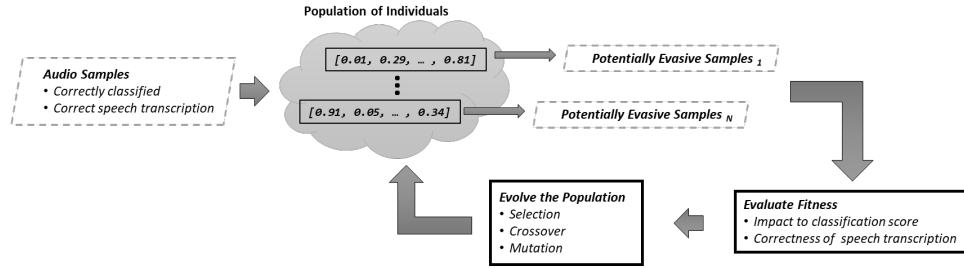 Population of Individuals
Audio Samples
• Correctly classified
• Correct speech transcription
[0.01, 0.29, … , 0.81]
[0.91, 0.05, … , 0.34]
Potentially Evasive Samples 1
Potentially Evasive Samples N
Evaluate Fitness
• Impact to classification score
• Correctness of speech transcription
Evolve the Population
• Selection
• Crossover
• Mutation